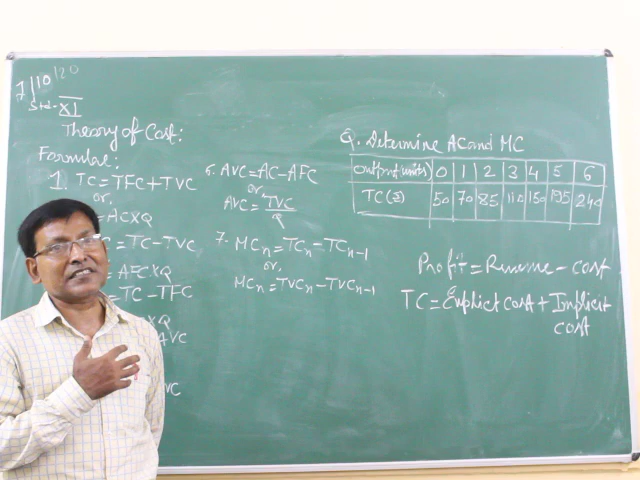 7/10/20
Std-XI
Theory of Cost:
Formulae:
1. TC=TFC+TVC
or,
=ACXQ
= TC-TVC
= AFCXQ
= TC-TFC
XQ
AVC
VC
6. AVC=AC-AFC
or
AVC=TVC
Q
7. MCn=TCn-TCn-1
or,
MCn=TVCn-TVCn-1
Q. Determine AC and MC
output(units) 0 1 2 3 4 5 6
TC(₹) 50 70 85 110 150 195 240
Profit=Revenue-cost
TC=Explicit cost+Implicit
cost